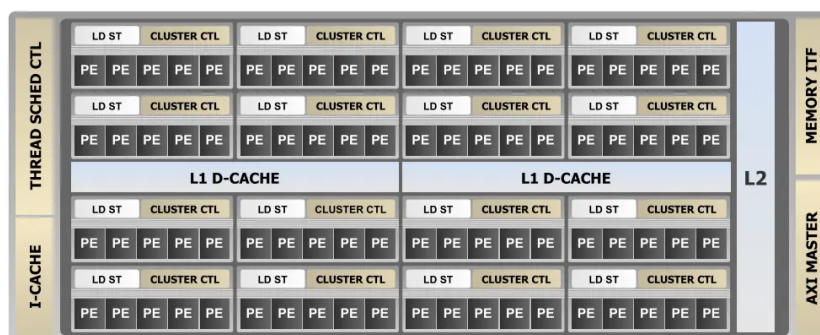 THREAD SCHED CTL
I-CACHE
LD ST CLUSTER CTL LD ST CLUSTER CTL LD ST CLUSTER CTL LD ST CLUSTER CTL
PE PE PE PE PE PE PE PE PE PE PE PE PE PE PE PE PE PE PE PE
LD ST CLUSTER CTL LD ST CLUSTER CTL LD ST CLUSTER CTL LD ST CLUSTER CTL
PE PE PE PE PE PE PE PE PE PE PE PE PE PE PE PE PE PE PE PE
L1 D-CACHE L1 D-CACHE
LD ST CLUSTER CTL LD ST CLUSTER CTL LD ST CLUSTER CTL LD ST CLUSTER CTL
PE PE PE PE PE PE PE PE PE PE PE PE PE PE PE PE PE PE PE PE
LD ST CLUSTER CTL LD ST CLUSTER CTL LD ST CLUSTER CTL LD ST CLUSTER CTL
PE PE PE PE PE PE PE PE PE PE PE PE PE PE PE PE PE PE PE PE
L2
MEMORY ITF
AXI MASTER